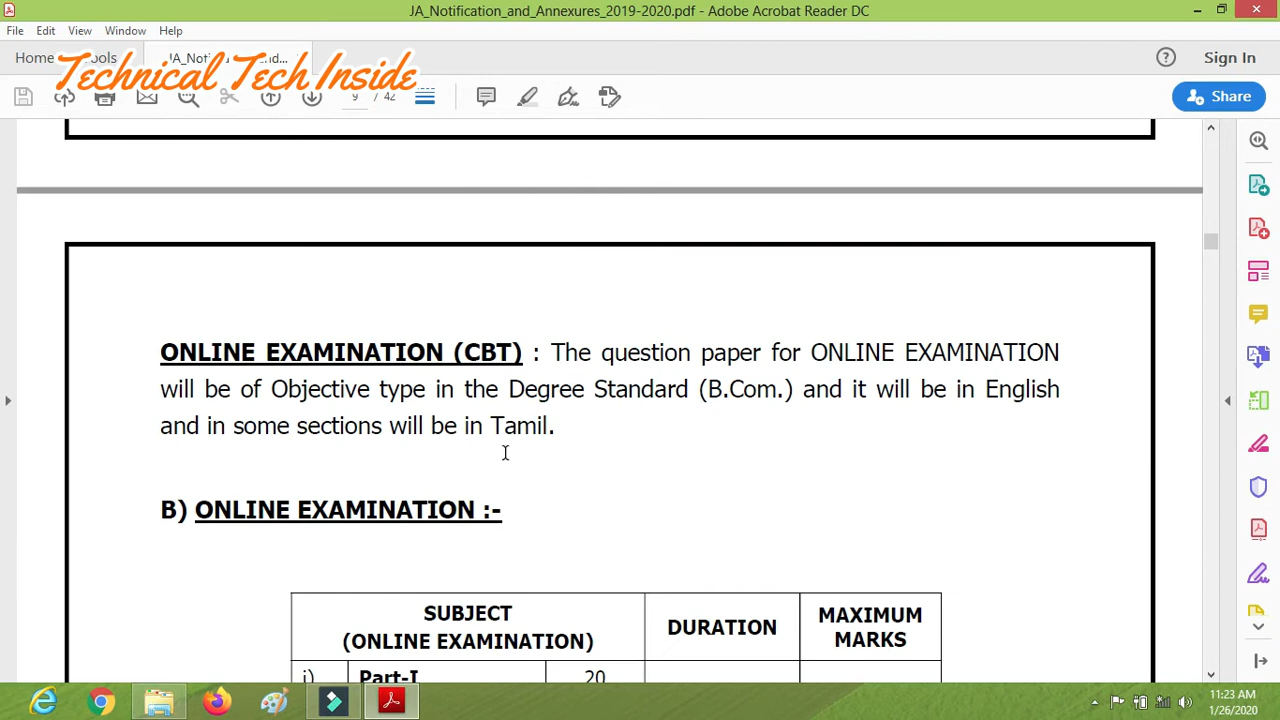 JA_Notification_and_Annexures_2019-2020.pdf - Adobe Acrobat Reader DC
File Edit View Window Help
Home Tools Sign In
Technical Tech Inside
9 / 42 Share
ONLINE EXAMINATION (CBT) : The question paper for ONLINE EXAMINATION
will be of Objective type in the Degree Standard (B.Com.) and it will be in English
and in some sections will be in Tamil.
B) ONLINE EXAMINATION :-
SUBJECT
(ONLINE EXAMINATION)
DURATION
MAXIMUM
MARKS
i) Part-I 20
11:23 AM
1/26/2020